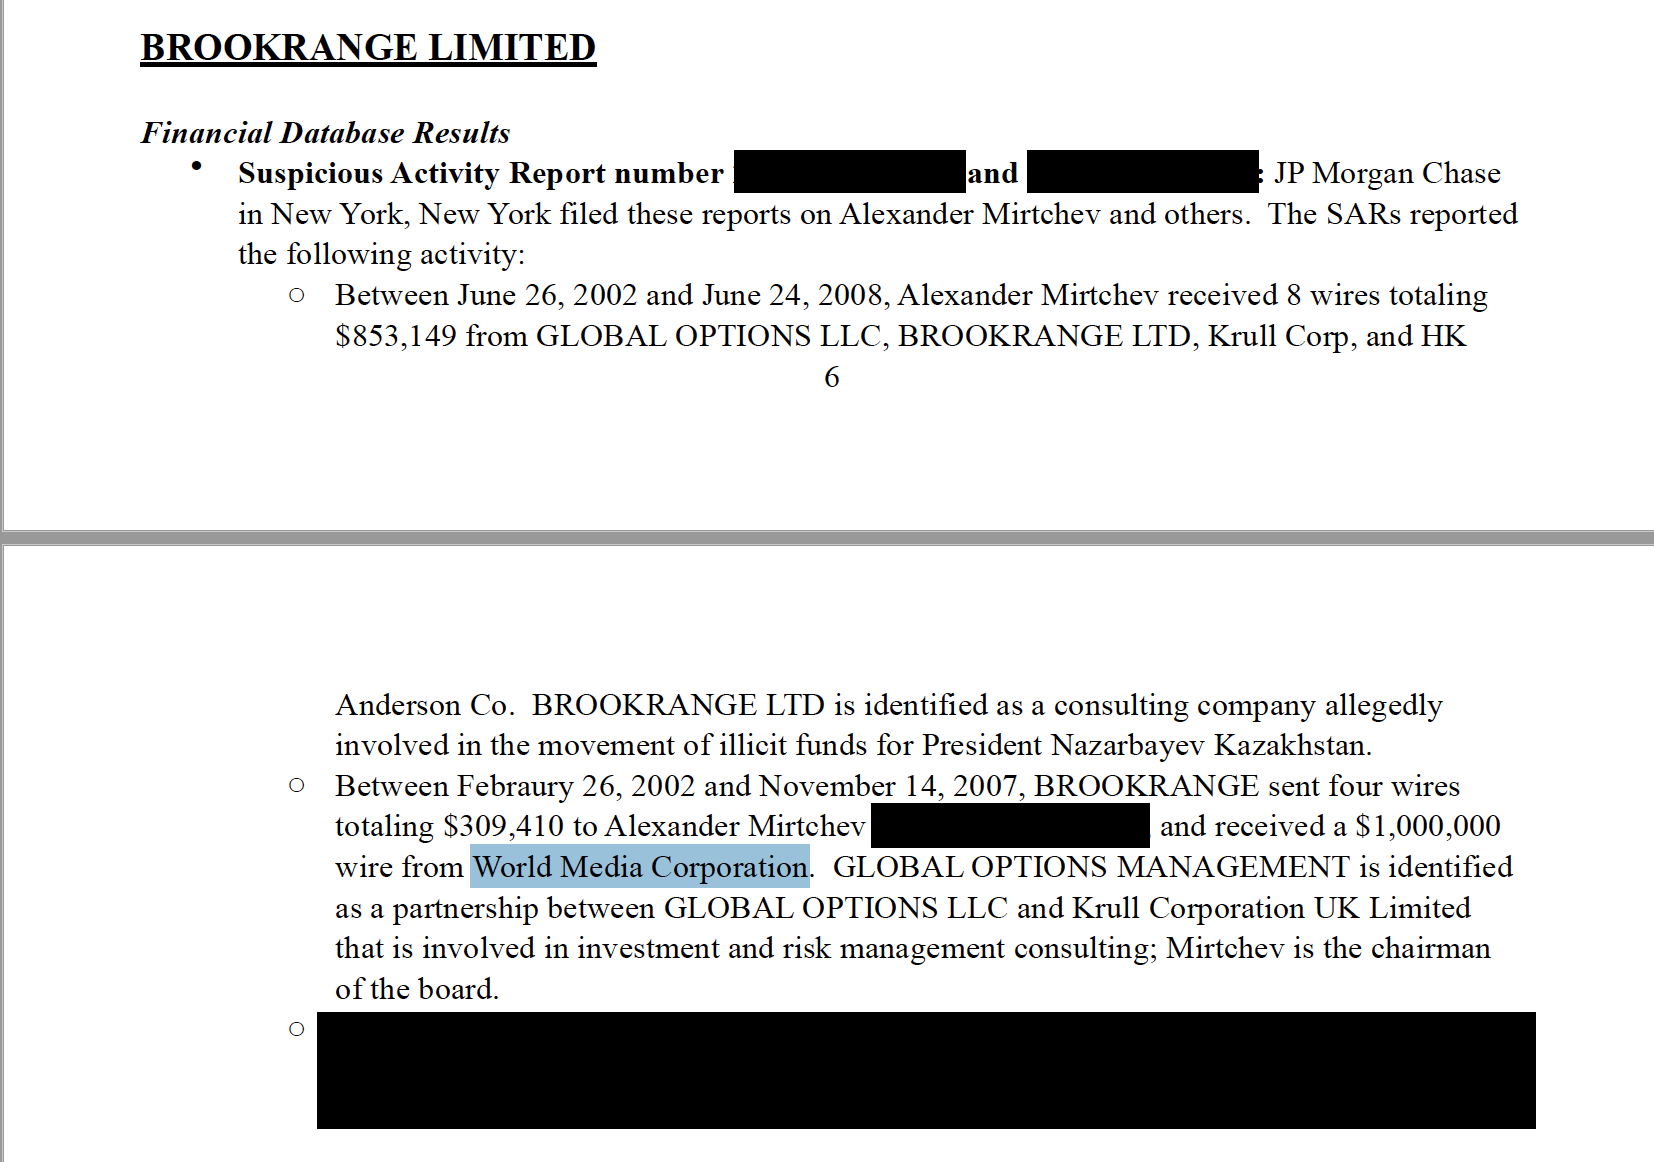 BROOKRANGE LIMITED
Financial Database Results
• Suspicious Activity Report number and : JP Morgan Chase
in New York, New York filed these reports on Alexander Mirtchev and others. The SARs reported
the following activity:
○ Between June 26, 2002 and June 24, 2008, Alexander Mirtchev received 8 wires totaling
$853,149 from GLOBAL OPTIONS LLC, BROOKRANGE LTD, Krull Corp, and HK
6
Anderson Co. BROOKRANGE LTD is identified as a consulting company allegedly
involved in the movement of illicit funds for President Nazarbayev Kazakhstan.
○ Between Febraury 26, 2002 and November 14, 2007, BROOKRANGE sent four wires
totaling $309,410 to Alexander Mirtchev and received a $1,000,000
wire from World Media Corporation. GLOBAL OPTIONS MANAGEMENT is identified
as a partnership between GLOBAL OPTIONS LLC and Krull Corporation UK Limited
that is involved in investment and risk management consulting; Mirtchev is the chairman
of the board.
○